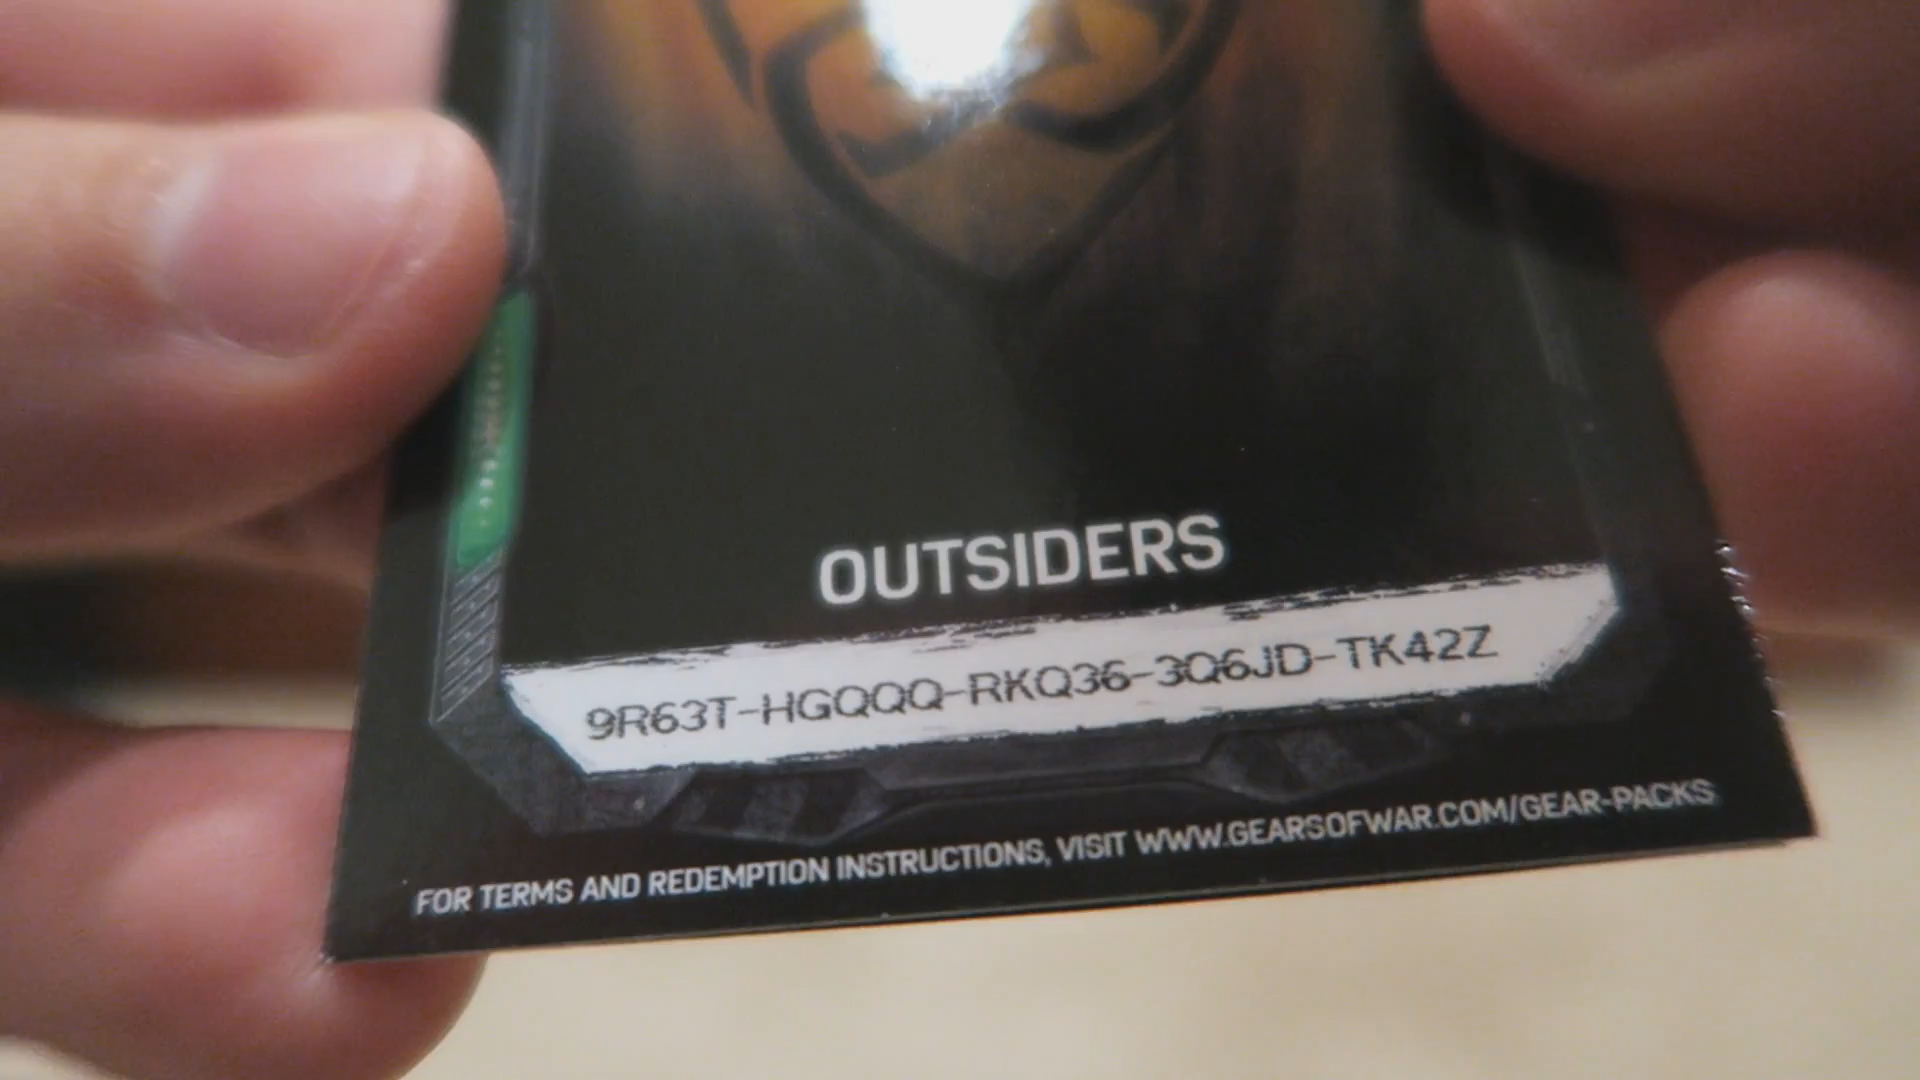 OUTSIDERS
9R63T-HGQQQ-RKQ36-3Q6JD-TK42Z
FOR TERMS AND REDEMPTION INSTRUCTIONS, VISIT WWW.GEARSOFWAR.COM/GEAR-PACKS